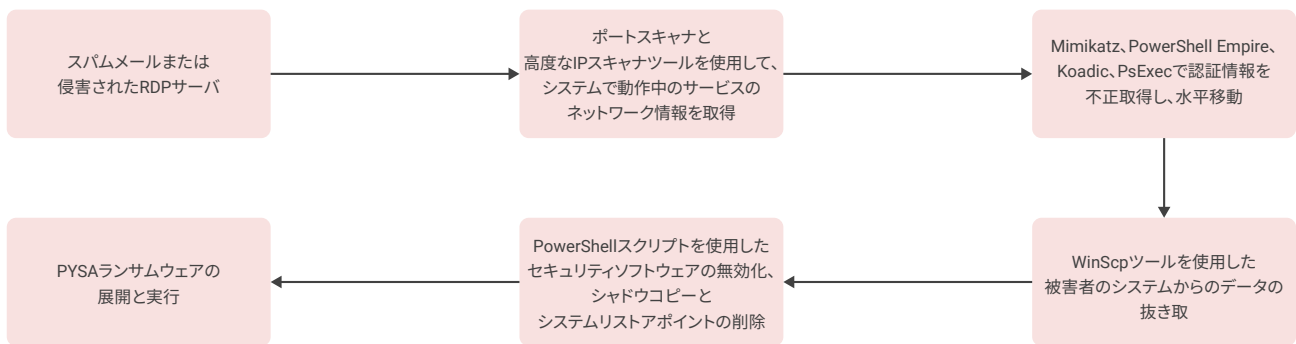 スパムメールまたは
侵害されたRDPサーバ
ポートスキャナと
高度なIPスキャナツールを使用して、
システムで動作中のサービスの
ネットワーク情報を取得
Mimikatz、PowerShell Empire、
Koadic、PsExecで認証情報を
不正取得し、水平移動
WinScpツールを使用した
被害者のシステムからのデータの
抜き取
PowerShellスクリプトを使用した
セキュリティソフトウェアの無効化、
シャドウコピーと
システムリストアポイントの削除
PYSAランサムウェアの
展開と実行